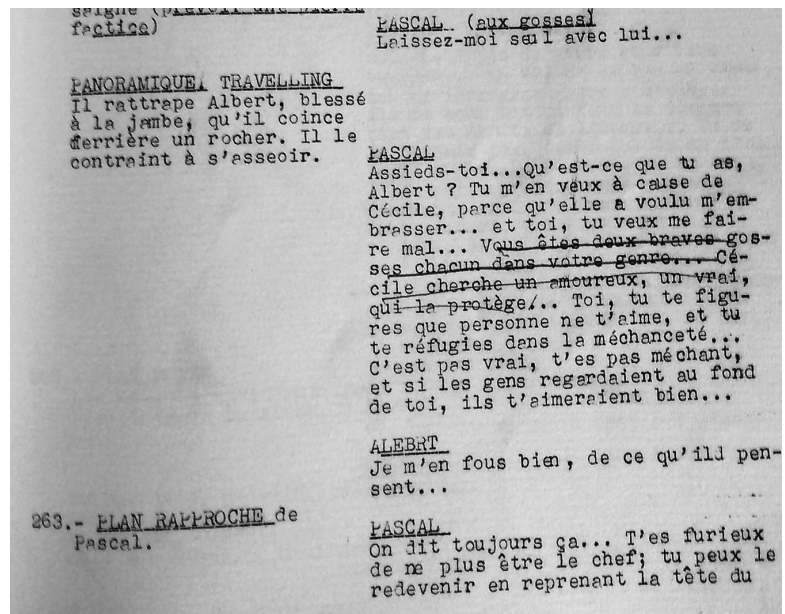 saigne (prévoir une pierre
factice)
PASCAL (aux gosses)
Laissez-moi seul avec lui...
PANORAMIQUE, TRAVELLING
Il rattrape Albert, blessé
à la jambe, qu'il coince
derrière un rocher. Il le
contraint à s'asseoir.
PASCAL
Assieds-toi...Qu'est-ce que tu as,
Albert ? Tu m'en veux à cause de
Cécile, parce qu'elle a voulu m'em-
brasser... et toi, tu veux me fai-
re mal... Vous êtes deux braves gos-
ses chacun dans votre genre... Cé-
cile cherche un amoureux, un vrai,
qui la protège/.. Toi, tu te figu-
res que personne ne t'aime, et tu
te réfugies dans la méchanceté...
C'est pas vrai, t'es pas méchant,
et si les gens regardaient au fond
de toi, ils t'aimeraient bien...
ALEBRT
Je m'en fous bien, de ce qu'ild pen-
sent...
263.- PLAN RAPPROCHE de
Pascal.
PASCAL
On dit toujours ça... T'es furieux
de ne plus être le chef; tu peux le
redevenir en reprenant la tête du